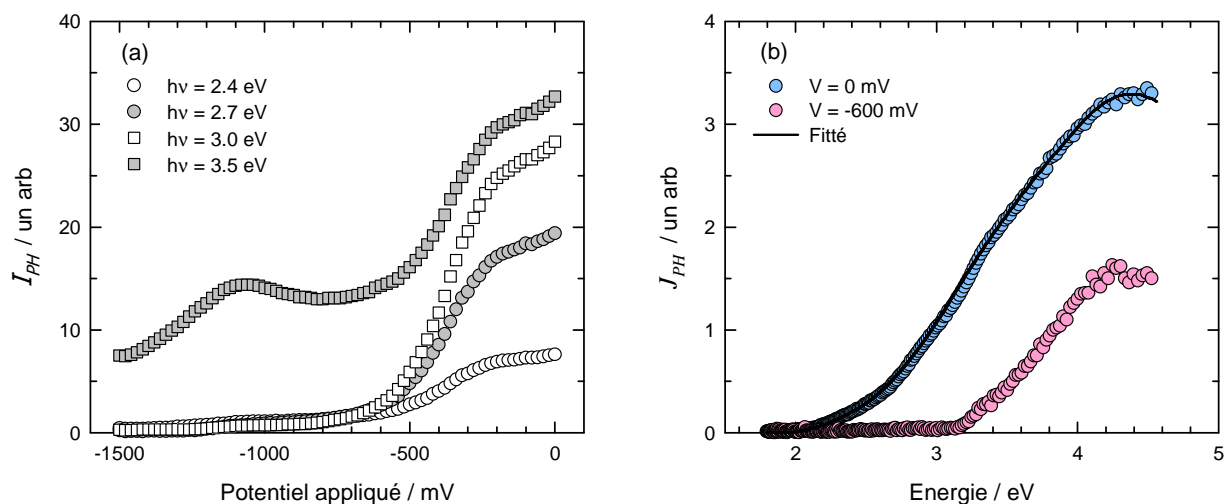 (a)
hν = 2.4 eV
hν = 2.7 eV
hν = 3.0 eV
hν = 3.5 eV
I_PH / un arb
40
30
20
10
0
-1500
-1000
-500
0
Potentiel appliqué / mV
(b)
V = 0 mV
V = -600 mV
Fitté
J_PH / un arb
4
3
2
1
0
2
3
4
5
Energie / eV